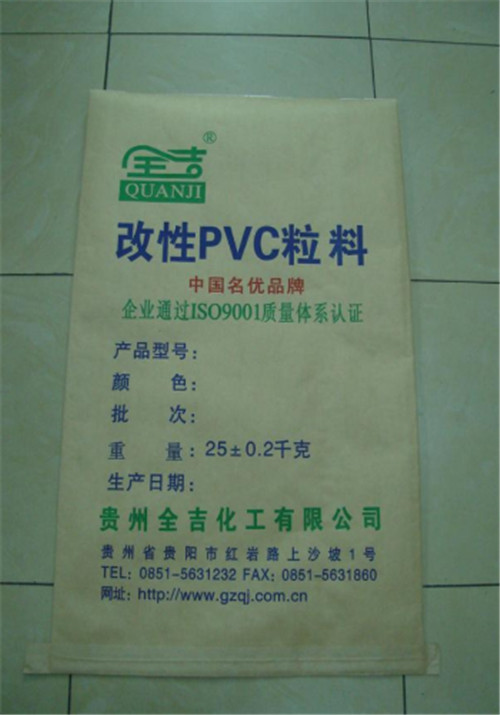 全吉®
QUANJI
改性PVC粒料
中国名优品牌
企业通过ISO9001质量体系认证
产品型号：
颜 色：
批 次：
重 量：25±0.2千克
生产日期：
贵州全吉化工有限公司
贵州省贵阳市红岩路上沙坡1号
TEL: 0851-5631232 FAX: 0851-5631860
网址: http://www.gzqj.com.cn